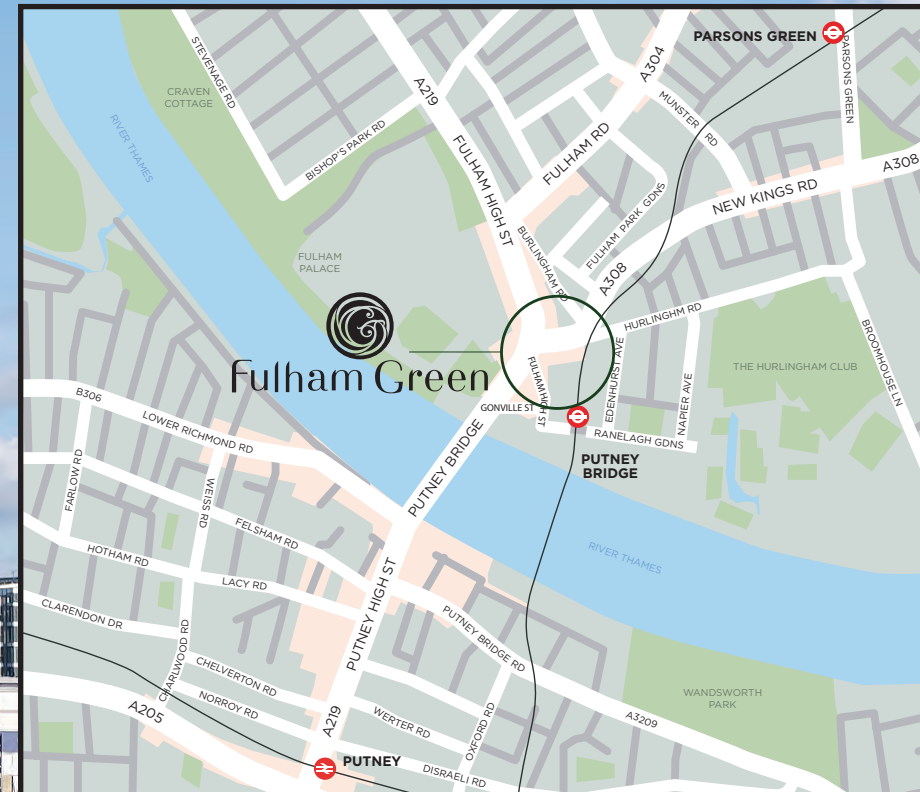 PARSONS GREEN
STEVENAGE RD
A304
PARSONS GREEN
CRAVEN
COTTAGE
A219
MUNSTER RD
RIVER THAMES
BISHOP'S PARK RD
FULHAM RD
FULHAM HIGH ST
A308
NEW KINGS RD
FULHAM PARK GDNS
BURLINGHAM RD
FULHAM
PALACE
A308
HURLINGHM RD
Fulham Green
BROOMHOUSE LN
THE HURLINGHAM CLUB
EDENHURST AVE
FULHAM HIGH ST
NAPIER AVE
B306
GONVILLE ST
LOWER RICHMOND RD
RANELAGH GDNS
PUTNEY BRIDGE
PUTNEY
BRIDGE
FARLOW RD
WEISS RD
FELSHAM RD
HOTHAM RD
RIVER THAMES
LACY RD
PUTNEY HIGH ST
CLARENDON DR
PUTNEY BRIDGE RD
CHARLWOOD RD
CHELVERTON RD
WANDSWORTH
PARK
NORROY RD
A205
A219
WERTER RD
OXFORD RD
A3209
PUTNEY
DISRAELI RD